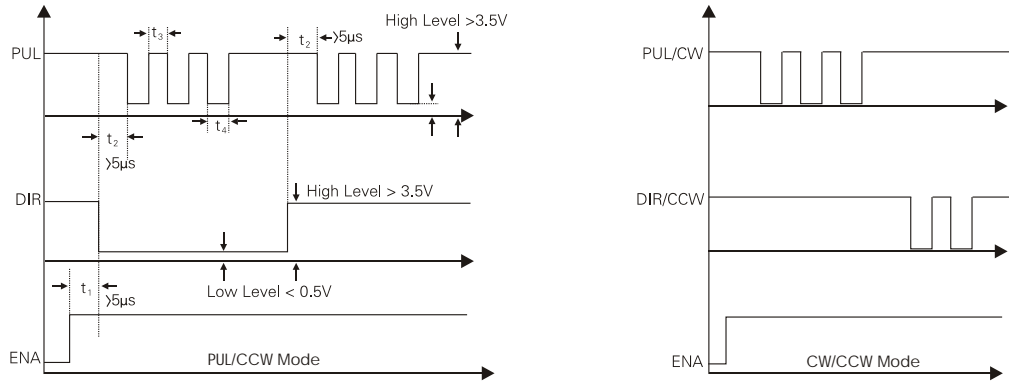 High Level >3.5V
t3
t2
>5μs
PUL
PUL/CW
t2
t4
>5μs
DIR
High Level > 3.5V
DIR/CCW
t1
>5μs
Low Level < 0.5V
ENA
PUL/CCW Mode
ENA
CW/CCW Mode